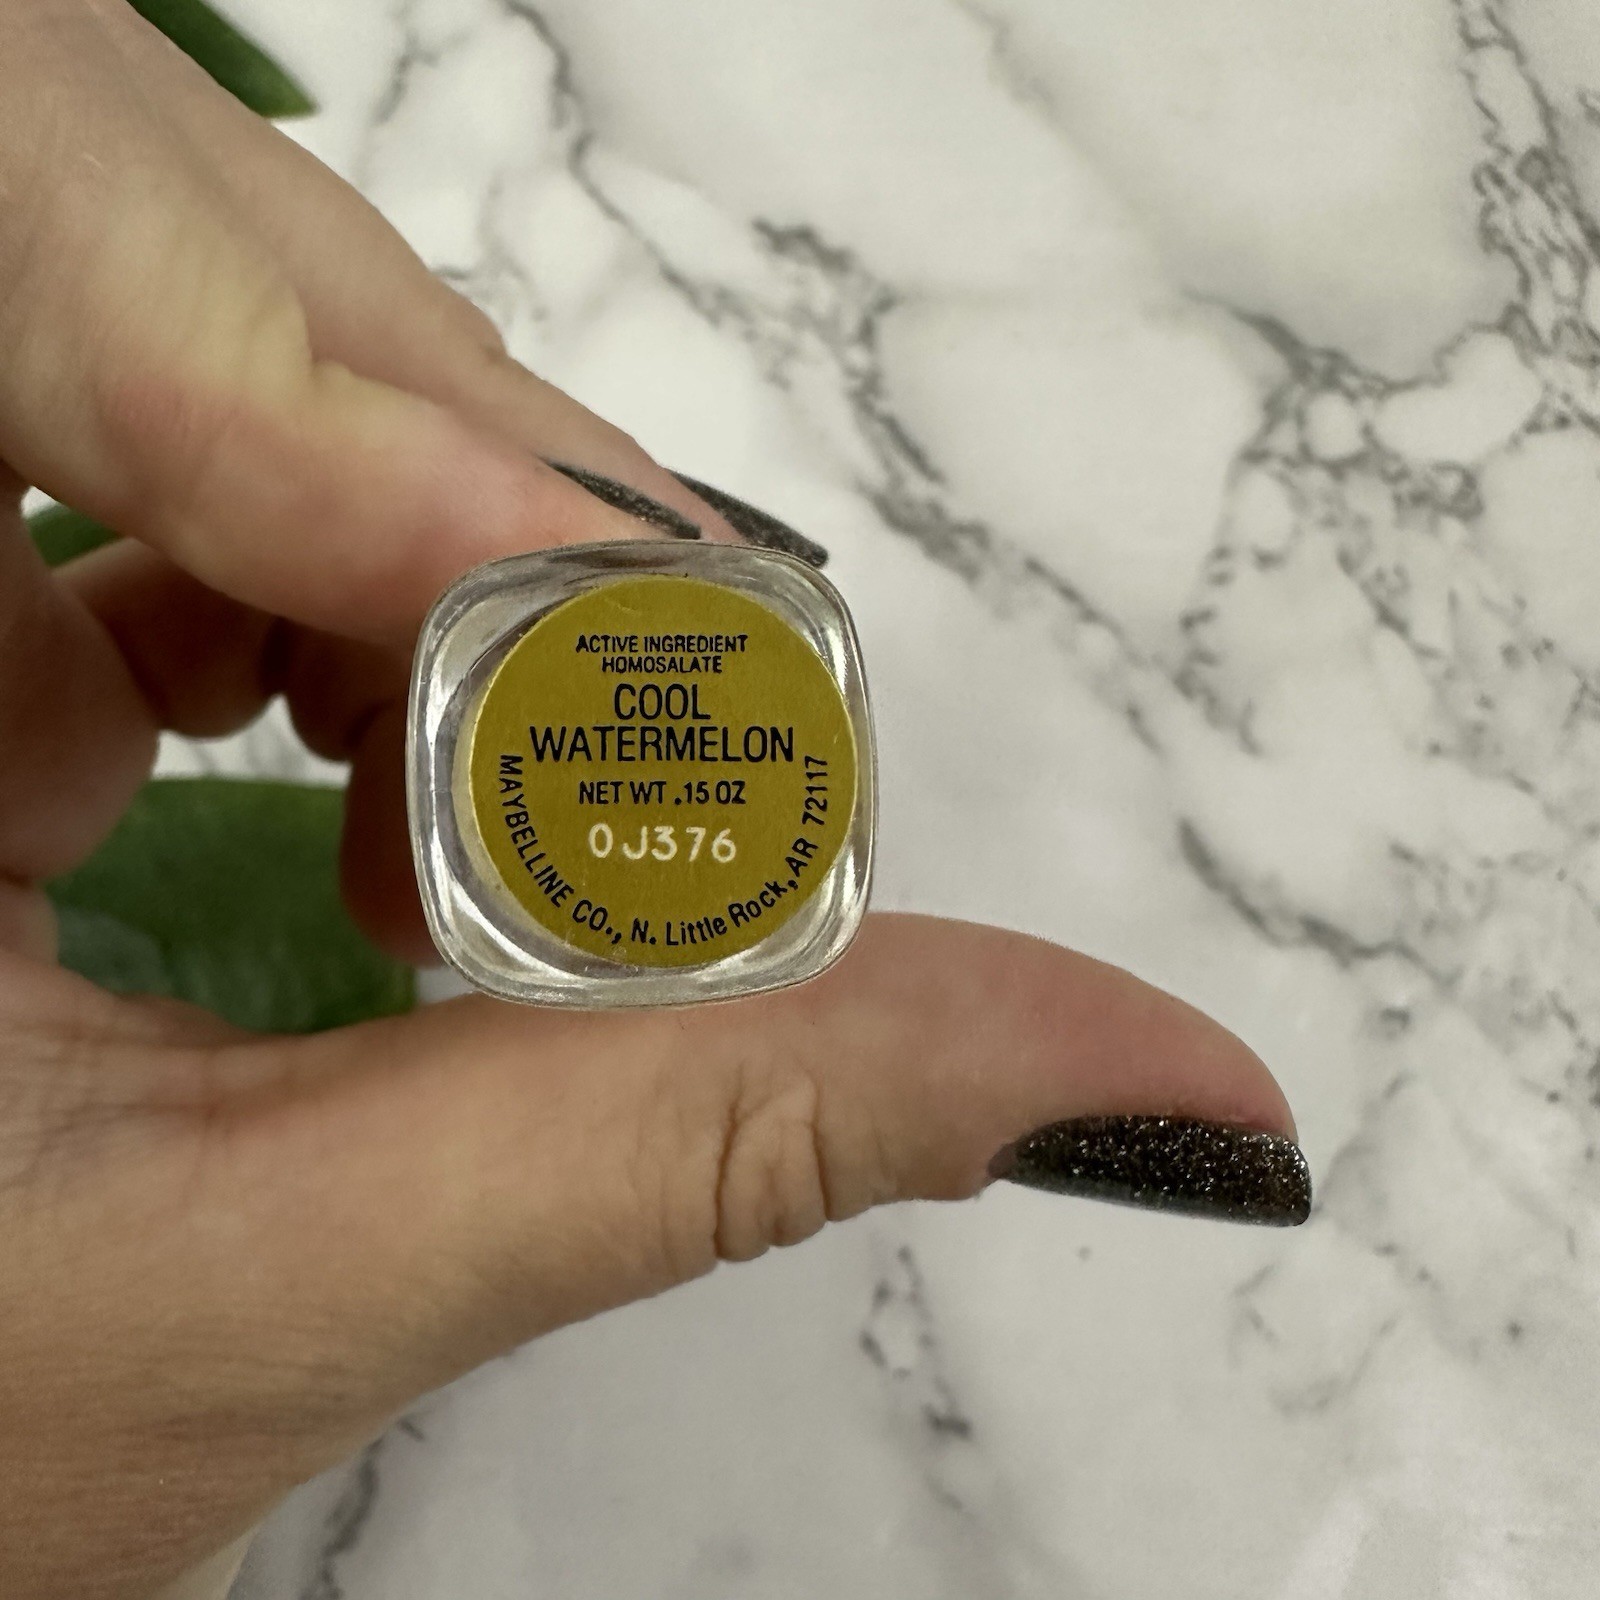 ACTIVE INGREDIENT
HOMOSALATE
COOL
WATERMELON
NET WT .15 OZ
0J376
MAYBELLINE CO., N. Little Rock, AR 72117